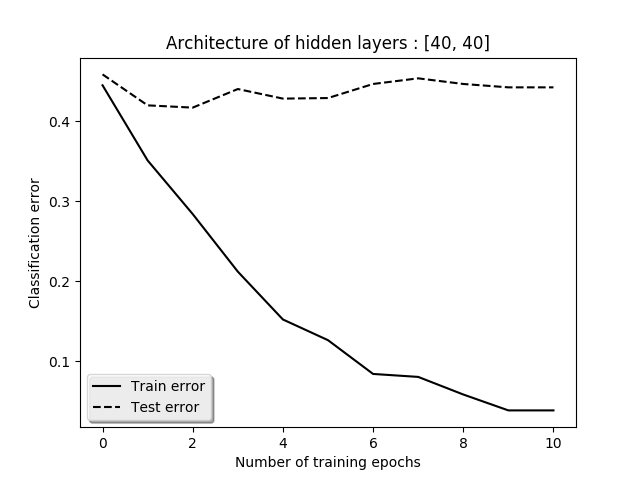 Architecture of hidden layers : [40, 40]
Classification error
0.4
0.3
0.2
0.1
Train error
Test error
0 2 4 6 8 10
Number of training epochs